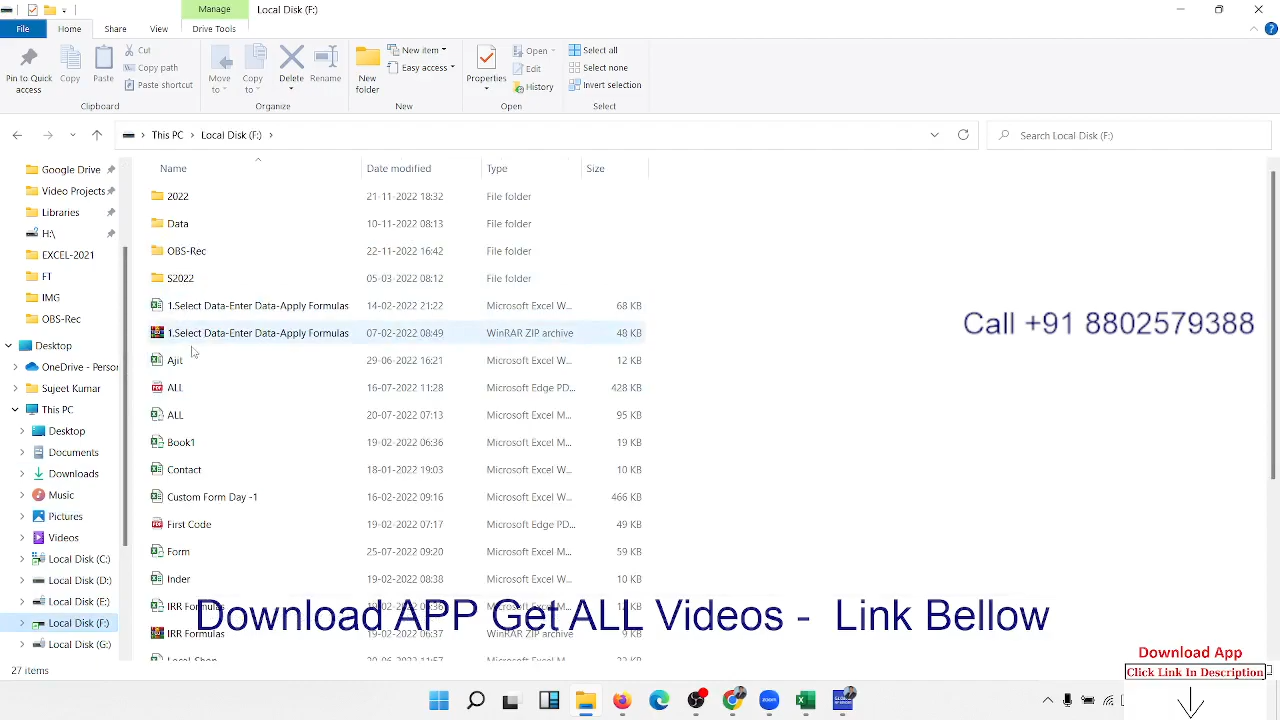 Manage
Local Disk (F:)
File
Home
Share
View
Drive Tools
Pin to Quick access
Copy
Paste
Cut
Copy path
Paste shortcut
Clipboard
Move to
Copy to
Delete
Rename
Organize
New folder
New item
Easy access
New
Properties
Open
Edit
History
Open
Select all
Select none
Invert selection
Select
This PC > Local Disk (F:) >
Search Local Disk (F:)
Google Drive
Video Projects
Libraries
H:\
EXCEL-2021
FT
IMG
OBS-Rec
Desktop
OneDrive - Person
Sujeet Kumar
This PC
Desktop
Documents
Downloads
Music
Pictures
Videos
Local Disk (C:)
Local Disk (D:)
Local Disk (E:)
Local Disk (F:)
Local Disk (G:)
Name Date modified Type Size
2022 21-11-2022 18:32 File folder
Data 10-11-2022 08:13 File folder
OBS-Rec 22-11-2022 16:42 File folder
S2022 05-03-2022 08:12 File folder
1.Select Data-Enter Data-Apply Formulas 14-02-2022 21:22 Microsoft Excel W... 68 KB
1.Select Data-Enter Data-Apply Formulas 07-02-2022 08:49 WinRAR ZIP archive 48 KB
Ajit 29-06-2022 16:21 Microsoft Excel W... 12 KB
ALL 16-07-2022 11:28 Microsoft Edge PD... 428 KB
ALL 20-07-2022 07:13 Microsoft Excel M... 95 KB
Book1 19-02-2022 06:36 Microsoft Excel M... 19 KB
Contact 18-01-2022 19:03 Microsoft Excel W... 10 KB
Custom Form Day -1 16-02-2022 09:16 Microsoft Excel W... 466 KB
First Code 19-02-2022 07:17 Microsoft Edge PD... 49 KB
Form 25-07-2022 09:20 Microsoft Excel M... 59 KB
Inder 19-02-2022 08:38 Microsoft Excel W... 10 KB
IRR Formulas Microsoft Excel W... KB
IRR Formulas 19-02-2022 06:37 WinRAR ZIP archive 9 KB
Call +91 8802579388
Download APP Get ALL Videos - Link Bellow
27 items
Download App
Click Link In Description
zoom